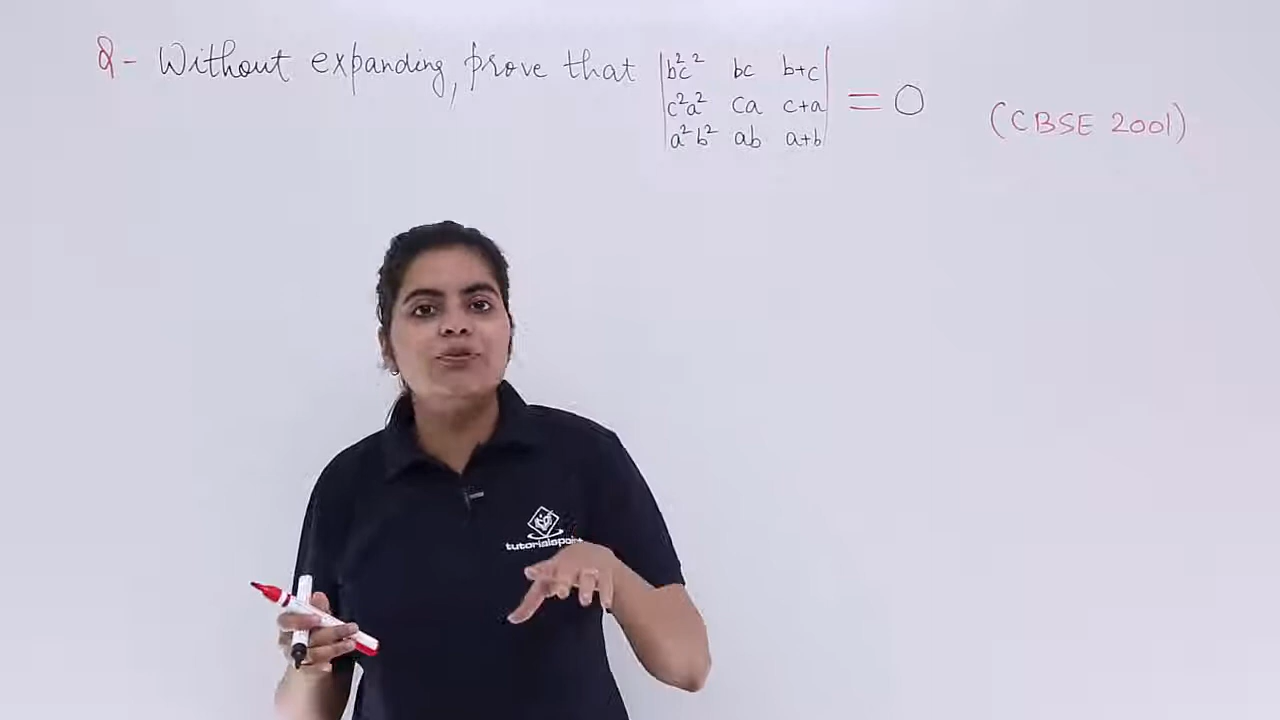 Q- Without expanding, prove that |b²c² bc b+c| = 0 (CBSE 2001)
|c²a² ca c+a|
|a²b² ab a+b|
tutorialspoint